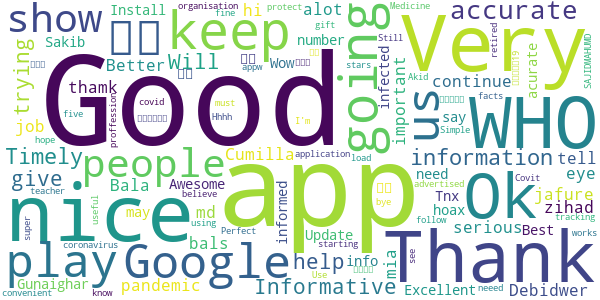 Good
app
Very
WHO
nice
Thank
Ok
Google
play
people
keep
going
show
us
accurate
information
Informative
help
Will
Timely
give
trying
Install
alot
hi
Better
Sakib
thamk
job
Wow
number
infected
important
continue
say
tell
acurate
SAJIDMAHUMD
organisation
fine
protect
gift
Still
Medicine
retired
appw
stars
must
Akid
facts
Simple
covid
proffession
Hhhh
I'm
five
hope
application
load
Cumilla
Awesome
believe
Bala
md
may
bals
informed
Update
need
jafure
eye
hoax
zihad
Tnx
serious
Best
advertised
Covit
bye
follow
tracking
works
Excellent
neeed
Debidwer
mia
info
see
Use
starting
using
Perfect
useful
teacher
super
coronavirus
pandemic
Gunaighar
convenient
know